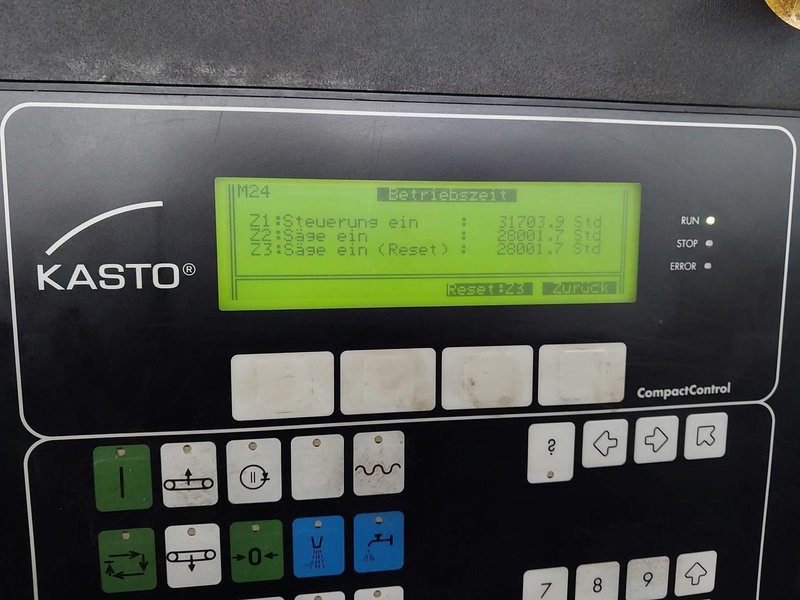 M24 Betriebszeit
Z1:Steuerung ein : 31703.9 Std
Z2:Säge ein : 28001.7 Std
Z3:Säge ein (Reset) : 28001.7 Std
Reset:Z3 Zurück
RUN
STOP
ERROR
KASTO®
CompactControl
?
0
7 8 9